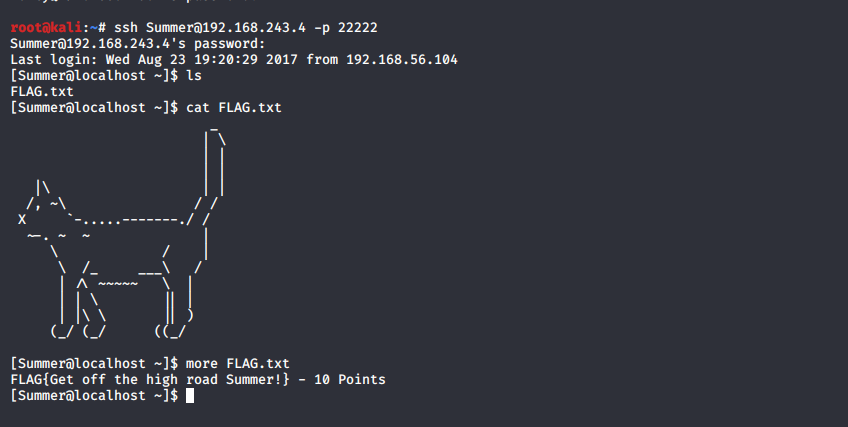 root@kali:~# ssh Summer@192.168.243.4 -p 22222
Summer@192.168.243.4's password:
Last login: Wed Aug 23 19:20:29 2017 from 192.168.56.104
[Summer@localhost ~]$ ls
FLAG.txt
[Summer@localhost ~]$ cat FLAG.txt
                         _
                        | \
                        | |
                        | |
   |\                   | |
  /, ~\                / /
 X     `-.....-------./ /
  ~-. ~  ~              |
     \             /    |
      \  /_     ___\   /
      | /\ ~~~~~   \  |
      | | \        || |
      | |\ \       || )
     (_/ (_/      ((_/
[Summer@localhost ~]$ more FLAG.txt
FLAG{Get off the high road Summer!} - 10 Points
[Summer@localhost ~]$